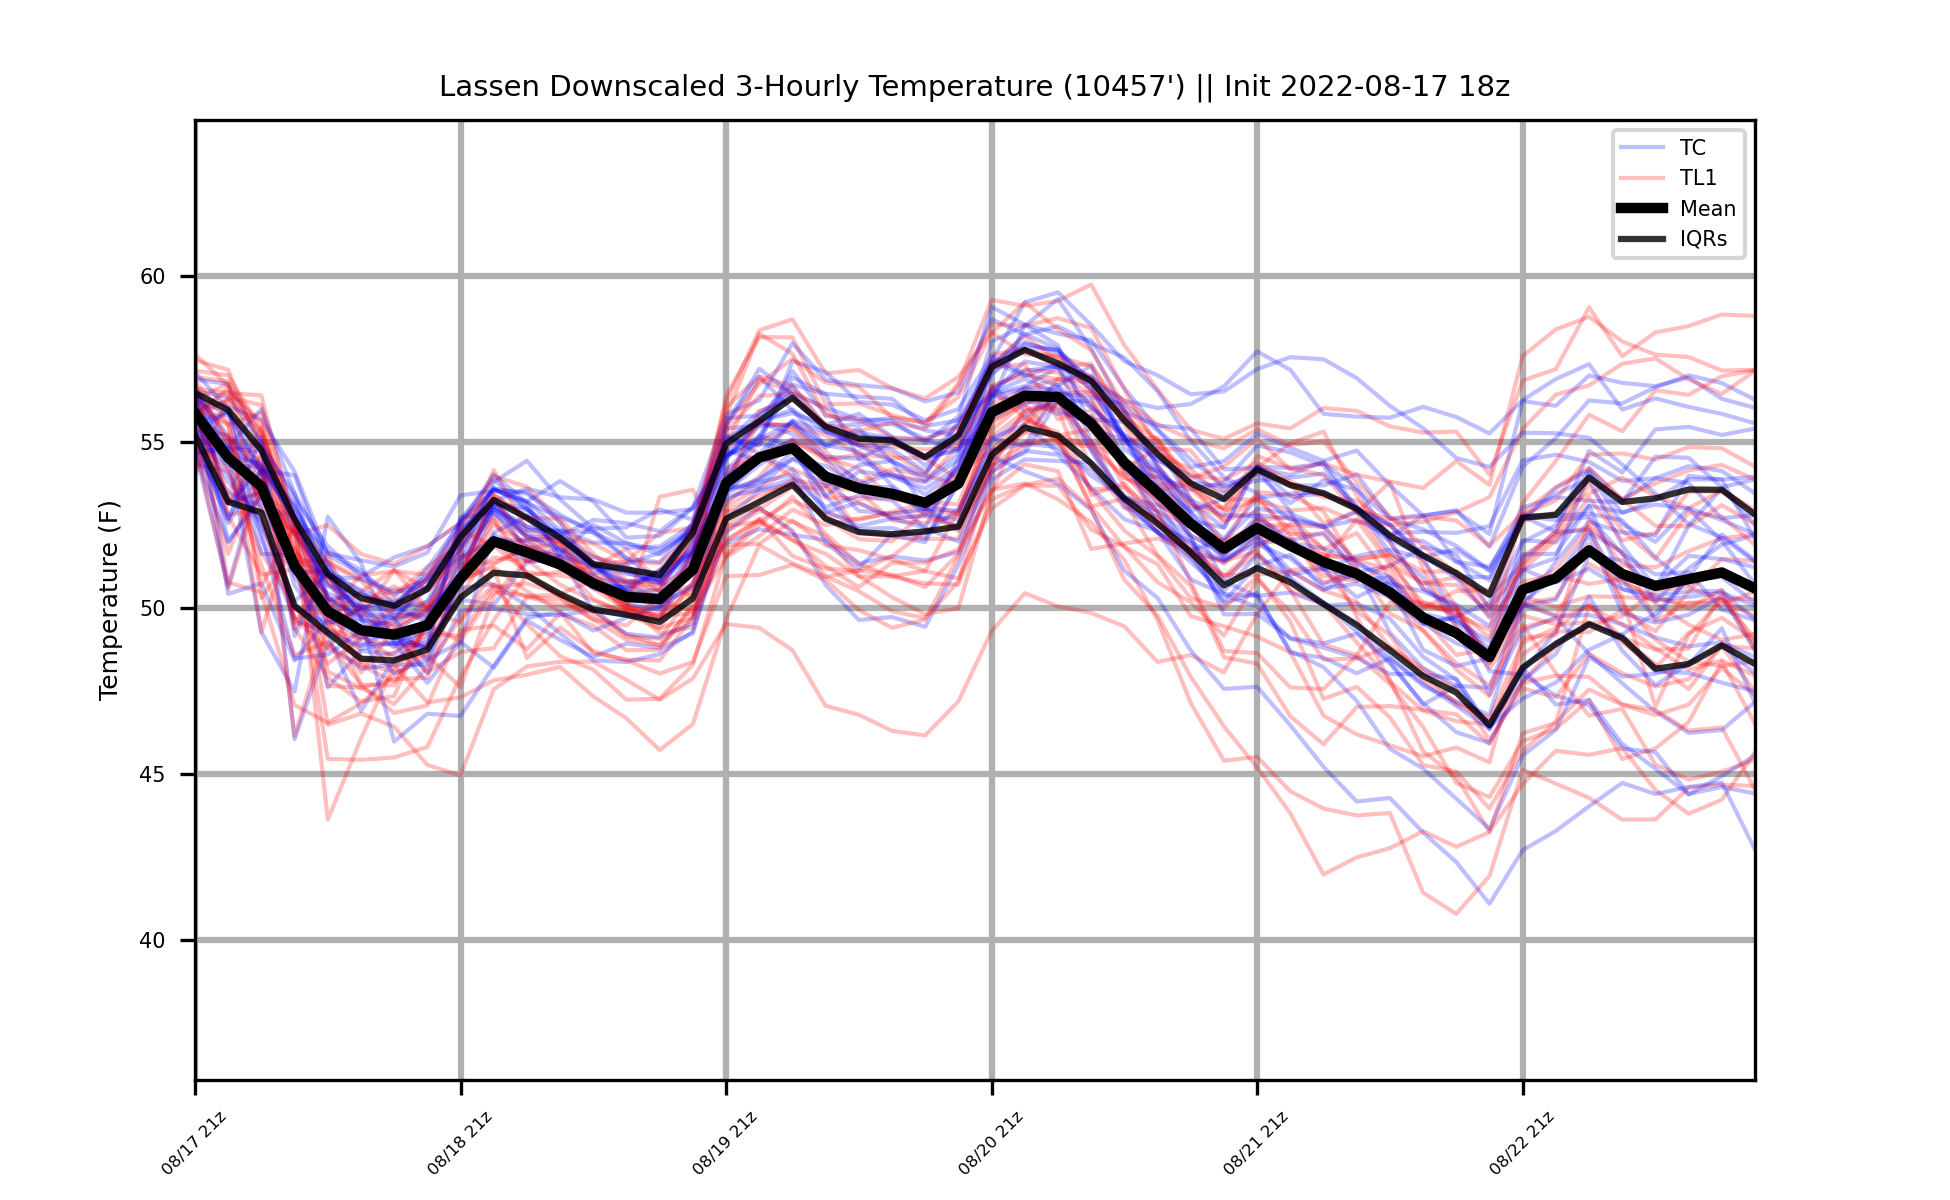 Lassen Downscaled 3-Hourly Temperature (10457') || Init 2022-08-17 18z
TC
TL1
Mean
IQRs
Temperature (F)
60
55
50
45
40
08/17 21z
08/18 21z
08/19 21z
08/20 21z
08/21 21z
08/22 21z